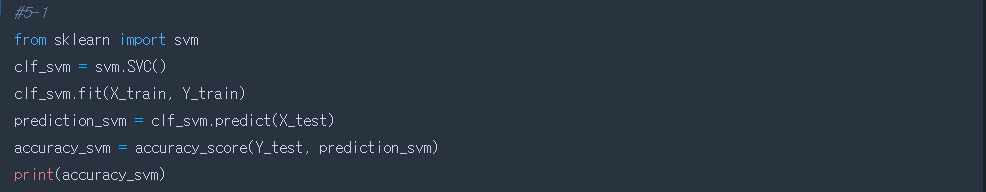 #5-1
from sklearn import svm
clf_svm = svm.SVC()
clf_svm.fit(X_train, Y_train)
prediction_svm = clf_svm.predict(X_test)
accuracy_svm = accuracy_score(Y_test, prediction_svm)
print(accuracy_svm)